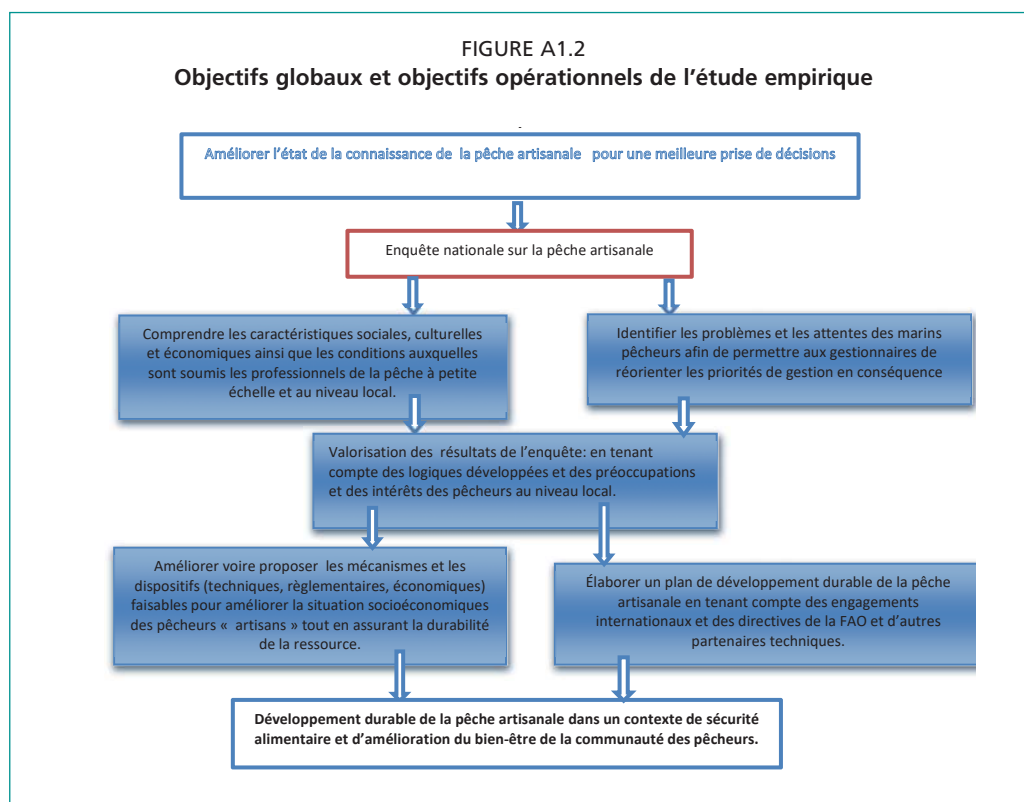 FIGURE A1.2
Objectifs globaux et objectifs opérationnels de l'étude empirique
Améliorer l'état de la connaissance de la pêche artisanale pour une meilleure prise de décisions
Enquête nationale sur la pêche artisanale
Comprendre les caractéristiques sociales, culturelles
et économiques ainsi que les conditions auxquelles
sont soumis les professionnels de la pêche à petite
échelle et au niveau local.
Identifier les problèmes et les attentes des marins
pêcheurs afin de permettre aux gestionnaires de
réorienter les priorités de gestion en conséquence
Valorisation des résultats de l'enquête: en tenant
compte des logiques développées et des préoccupations
et des intérêts des pêcheurs au niveau local.
Améliorer voire proposer les mécanismes et les
dispositifs (techniques, règlementaires, économiques)
faisables pour améliorer la situation socioéconomiques
des pêcheurs « artisans » tout en assurant la durabilité
de la ressource.
Élaborer un plan de développement durable de la pêche
artisanale en tenant compte des engagements
internationaux et des directives de la FAO et d'autres
partenaires techniques.
Développement durable de la pêche artisanale dans un contexte de sécurité
alimentaire et d'amélioration du bien-être de la communauté des pêcheurs.